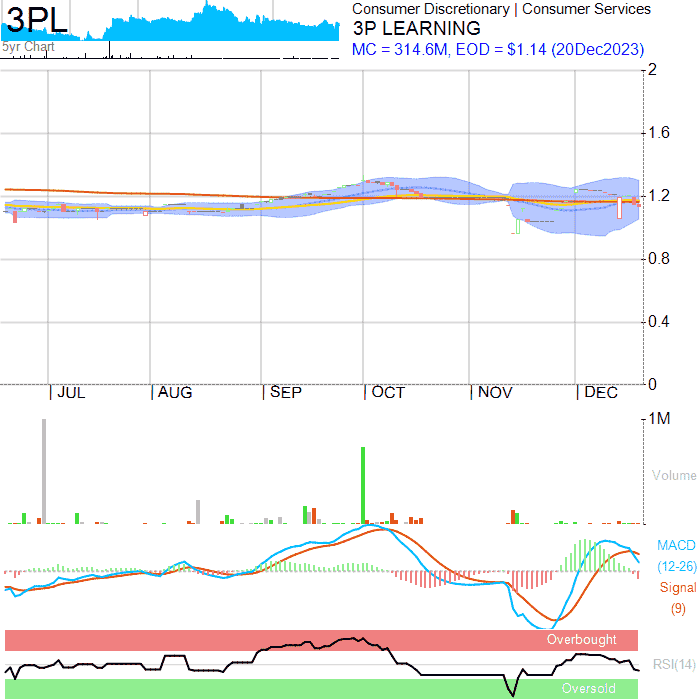 3PL
5yr Chart
Consumer Discretionary | Consumer Services
3P LEARNING
MC = 314.6M, EOD = $1.14 (20Dec2023)
2
1.6
1.2
0.8
0.4
0
JUL AUG SEP OCT NOV DEC
1M
Volume
MACD
(12-26)
Signal
(9)
Overbought
RSI(14)
Oversold